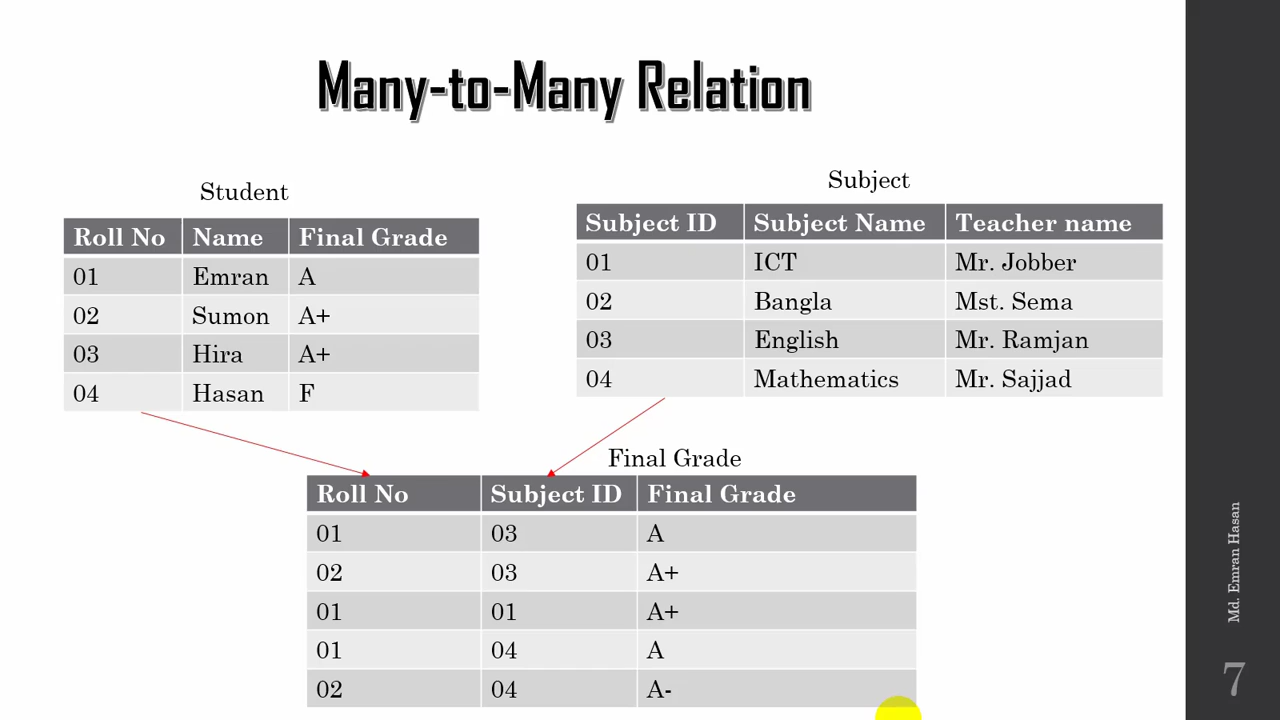 Many-to-Many Relation
Student
Roll No Name Final Grade
01 Emran A
02 Sumon A+
03 Hira A+
04 Hasan F
Subject
Subject ID Subject Name Teacher name
01 ICT Mr. Jobber
02 Bangla Mst. Sema
03 English Mr. Ramjan
04 Mathematics Mr. Sajjad
Final Grade
Roll No Subject ID Final Grade
01 03 A
02 03 A+
01 01 A+
01 04 A
02 04 A-
Md. Emran Hasan
7